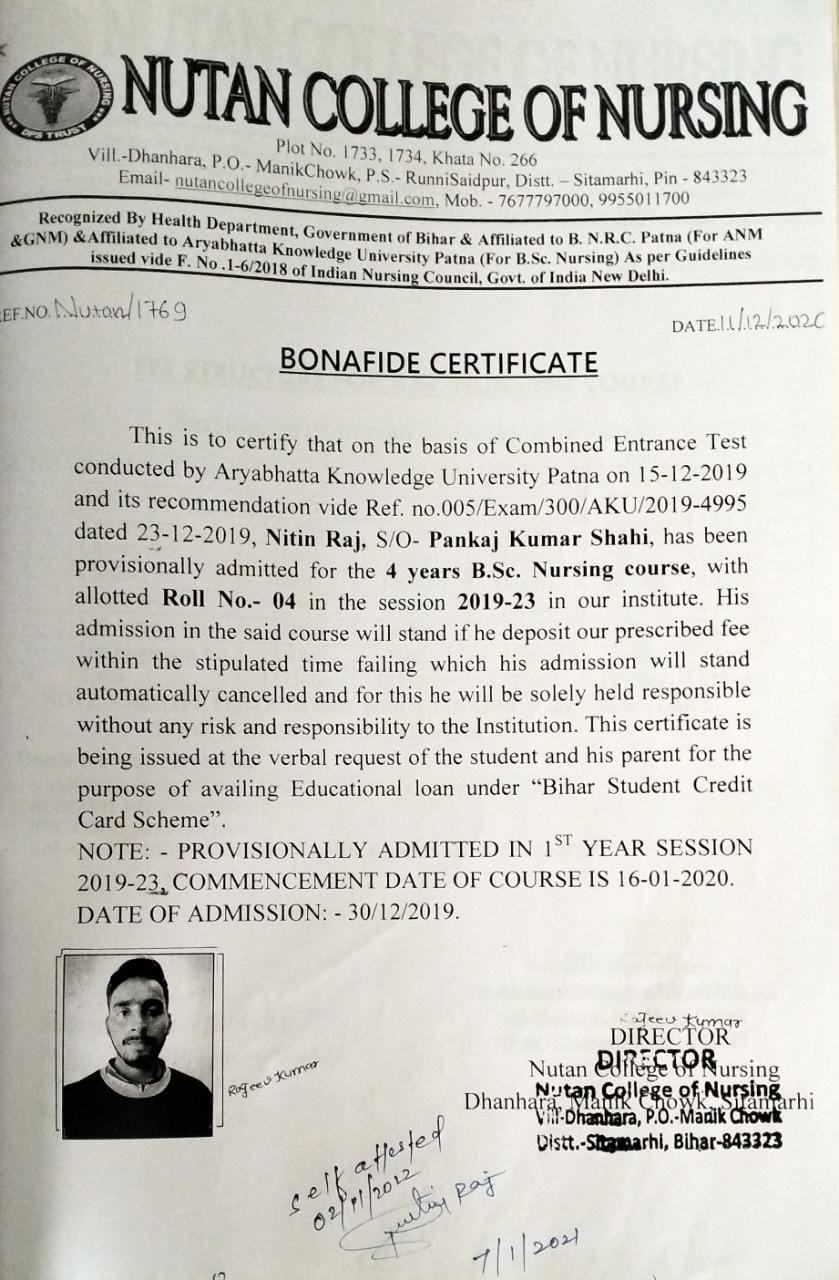 NUTAN COLLEGE OF NURSING
NUTAN COLLEGE OF NURSING
DPS TRUST
Plot No. 1733, 1734, Khata No. 266
Vill.-Dhanhara, P.O.- ManikChowk, P.S.- RunniSaidpur, Distt. – Sitamarhi, Pin - 843323
Email- nutancollegeofnursing@gmail.com, Mob. - 7677797000, 9955011700
Recognized By Health Department, Government of Bihar & Affiliated to B. N.R.C. Patna (For ANM
&GNM) &Affiliated to Aryabhatta Knowledge University Patna (For B.Sc. Nursing) As per Guidelines
issued vide F. No .1-6/2018 of Indian Nursing Council, Govt. of India New Delhi.
EF.NO. Nutan/1769
DATE.11/12/2020
BONAFIDE CERTIFICATE
This is to certify that on the basis of Combined Entrance Test
conducted by Aryabhatta Knowledge University Patna on 15-12-2019
and its recommendation vide Ref. no.005/Exam/300/AKU/2019-4995
dated 23-12-2019, Nitin Raj, S/O- Pankaj Kumar Shahi, has been
provisionally admitted for the 4 years B.Sc. Nursing course, with
allotted Roll No.- 04 in the session 2019-23 in our institute. His
admission in the said course will stand if he deposit our prescribed fee
within the stipulated time failing which his admission will stand
automatically cancelled and for this he will be solely held responsible
without any risk and responsibility to the Institution. This certificate is
being issued at the verbal request of the student and his parent for the
purpose of availing Educational loan under “Bihar Student Credit
Card Scheme”.
NOTE: - PROVISIONALLY ADMITTED IN 1ST YEAR SESSION
2019-23, COMMENCEMENT DATE OF COURSE IS 16-01-2020.
DATE OF ADMISSION: - 30/12/2019.
Rajeev Kumar
Rajeev Kumar
DIRECTOR
DIRECTOR
Nutan College of Nursing
Nutan College of Nursing
Dhanhara, Manik Chowk, Sitamarhi
Vill-Dhanhara, P.O.-Manik Chowk
Distt.-Sitamarhi, Bihar-843323
self attested
02/11/2022
Raj
7/1/2021